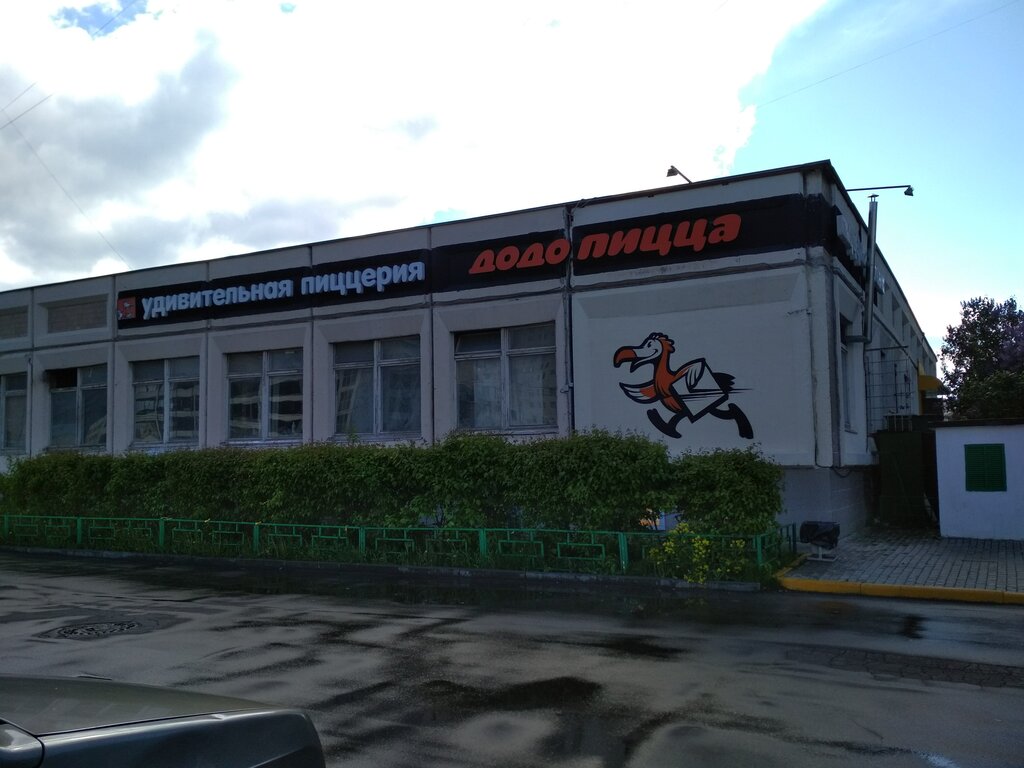 удивительная пиццерия
додо пицца